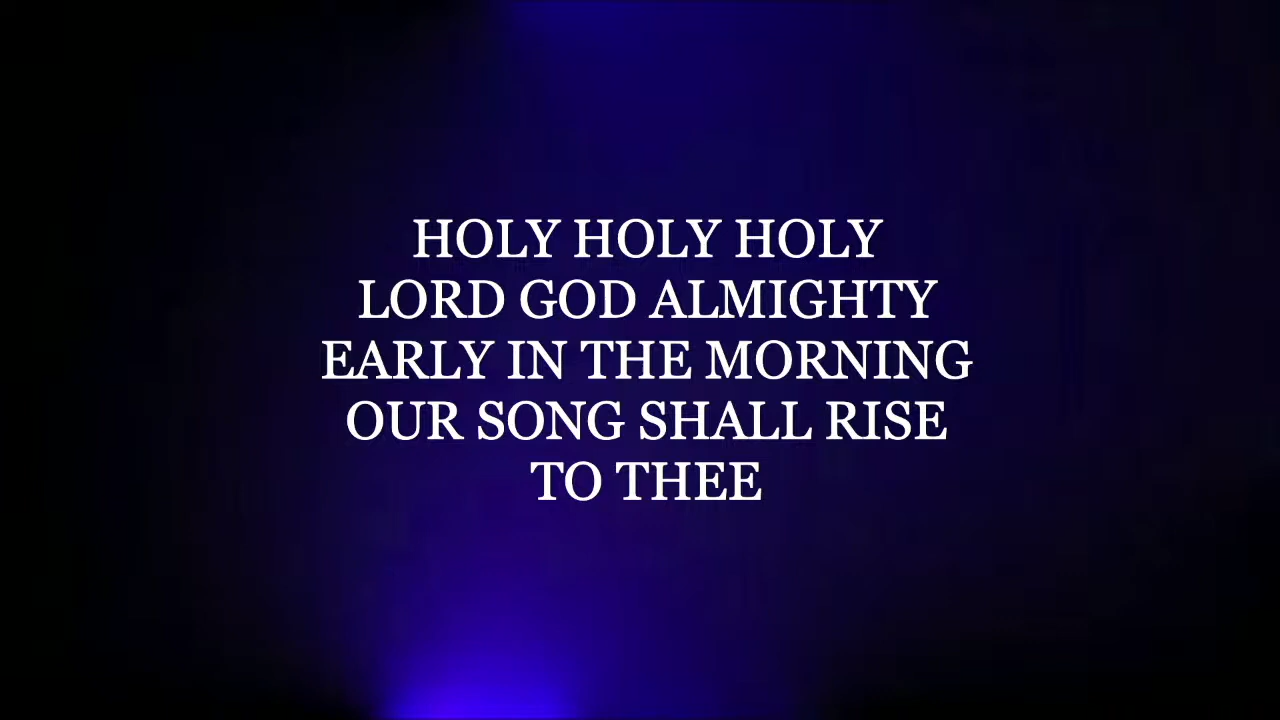 HOLY HOLY HOLY
LORD GOD ALMIGHTY
EARLY IN THE MORNING
OUR SONG SHALL RISE
TO THEE